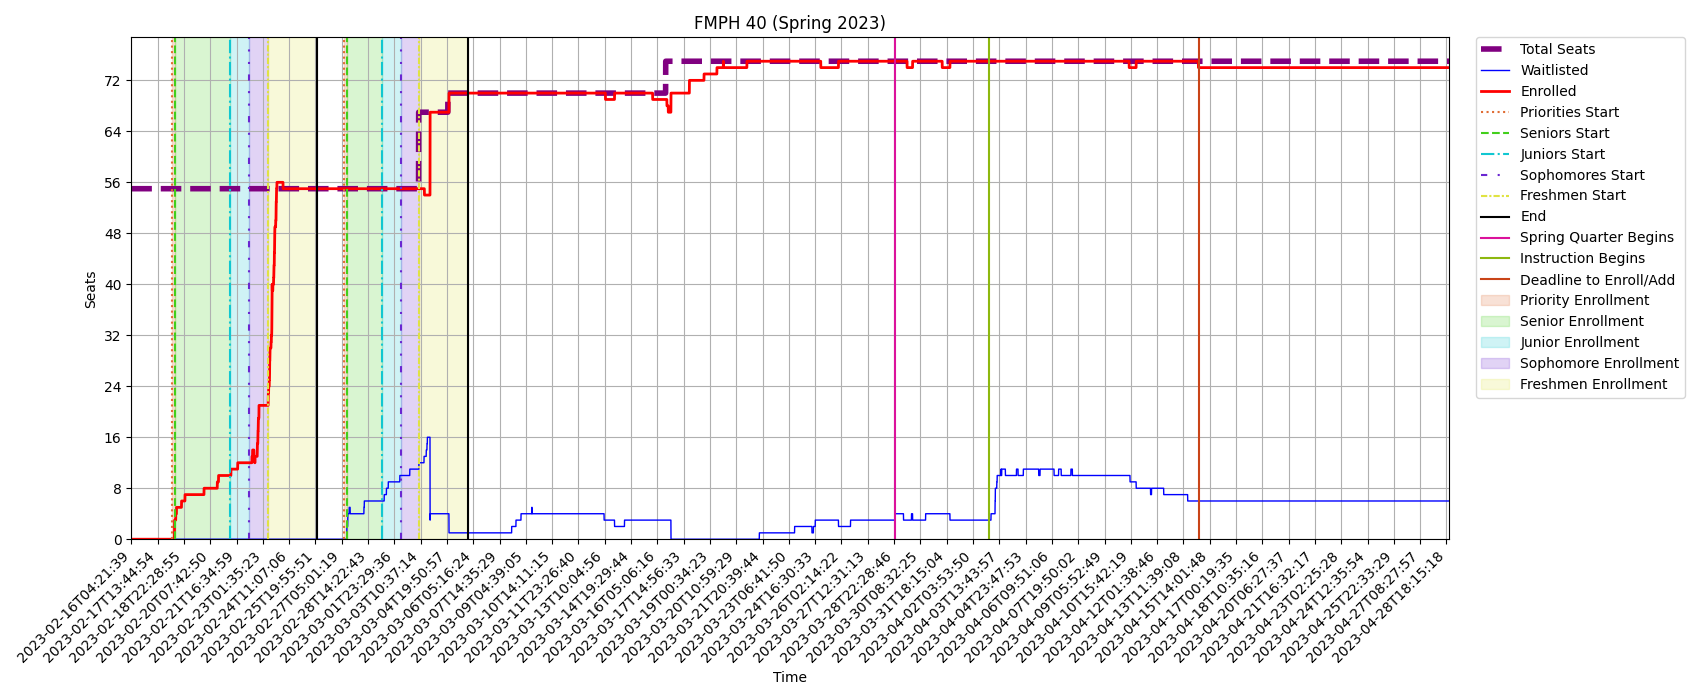 FMPH 40 (Spring 2023)
Seats
72
64
56
48
40
32
24
16
8
0
2023-02-16T04:21:39
2023-02-17T13:44:54
2023-02-18T22:28:55
2023-02-20T07:42:50
2023-02-21T16:34:59
2023-02-23T01:35:23
2023-02-24T11:07:06
2023-02-25T19:55:51
2023-02-27T05:01:19
2023-02-28T14:22:43
2023-03-01T23:29:36
2023-03-03T10:37:14
2023-03-04T19:50:57
2023-03-06T05:16:24
2023-03-07T14:35:29
2023-03-09T04:39:05
2023-03-10T14:11:15
2023-03-11T23:26:40
2023-03-13T10:04:56
2023-03-14T19:29:44
2023-03-16T05:06:16
2023-03-17T14:56:33
2023-03-19T00:34:23
2023-03-20T10:59:29
2023-03-21T20:39:44
2023-03-23T06:41:50
2023-03-24T16:30:33
2023-03-26T02:14:22
2023-03-27T12:31:13
2023-03-28T22:28:46
2023-03-30T08:32:25
2023-03-31T18:15:04
2023-04-02T03:53:50
2023-04-03T13:43:57
2023-04-04T23:47:53
2023-04-06T09:51:06
2023-04-07T19:50:02
2023-04-09T05:52:49
2023-04-10T15:42:19
2023-04-12T01:38:46
2023-04-13T11:39:08
2023-04-15T14:01:48
2023-04-17T00:19:35
2023-04-18T10:35:16
2023-04-20T06:27:37
2023-04-21T16:32:17
2023-04-23T02:25:28
2023-04-24T12:35:54
2023-04-25T22:33:29
2023-04-27T08:27:57
2023-04-28T18:15:18
Time
Total Seats
Waitlisted
Enrolled
Priorities Start
Seniors Start
Juniors Start
Sophomores Start
Freshmen Start
End
Spring Quarter Begins
Instruction Begins
Deadline to Enroll/Add
Priority Enrollment
Senior Enrollment
Junior Enrollment
Sophomore Enrollment
Freshmen Enrollment